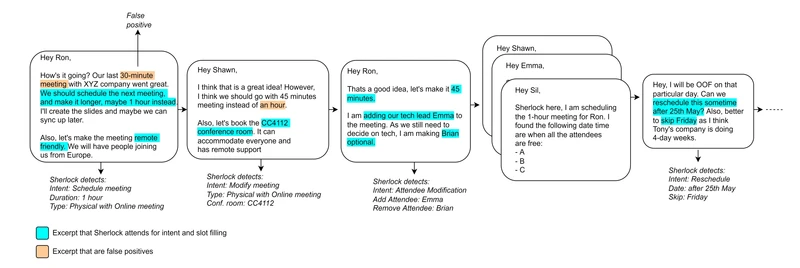 False
positive
Hey Ron,
How's it going? Our last 30-minute
meeting with XYZ company went great.
We should schedule the next meeting,
and make it longer, maybe 1 hour instead.
I'll create the slides and maybe we can
sync up later.
Also, let's make the meeting remote
friendly. We will have people joining
us from Europe.
Sherlock detects:
Intent: Schedule meeting
Duration: 1 hour
Type: Physical with Online meeting
Hey Shawn,
I think that is a great idea! However,
I think we should go with 45 minutes
meeting instead of an hour.
Also, let's book the CC4112
conference room. It can
accommodate everyone and
has remote support
Sherlock detects:
Intent: Modify meeting
Type: Physical with Online meeting
Conf. room: CC4112
Hey Ron,
Thats a good idea, let's make it 45
minutes.
I am adding our tech lead Emma to
the meeting. As we still need to
decide on tech, I am making Brian
optional.
Sherlock detects:
Intent: Attendee Modification
Add Attendee: Emma
Remove Attendee: Brian
Hey Shawn,
Hey Emma,
Hey Sil,
Sherlock here, I am scheduling
the 1-hour meeting for Ron. I
found the following date time
are when all the attendees
are free:
- A
- B
- C
Hey, I will be OOF on that
particular day. Can we
reschedule this sometime
after 25th May? Also, better
to skip Friday as I think
Tony's company is doing
4-day weeks.
Sherlock detects:
Intent: Reschedule
Date: after 25th May
Skip: Friday
Excerpt that Sherlock attends for intent and slot filling
Excerpt that are false positives